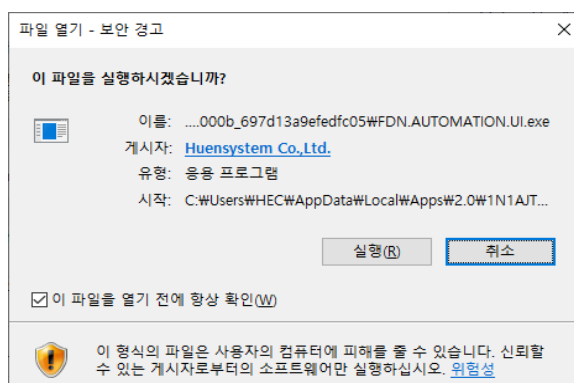 파일 열기 - 보안 경고
이 파일을 실행하시겠습니까?
이름: ....000b_697d13a9efedfc05₩FDN.AUTOMATION.UI.exe
게시자: Huensystem Co.,Ltd.
유형: 응용 프로그램
시작: C:₩Users₩HEC₩AppData₩Local₩Apps₩2.0₩1N1AJT...
실행(R) 취소
이 파일을 열기 전에 항상 확인(W)
이 형식의 파일은 사용자의 컴퓨터에 피해를 줄 수 있습니다. 신뢰할
수 있는 게시자로부터의 소프트웨어만 실행하십시오. 위험성